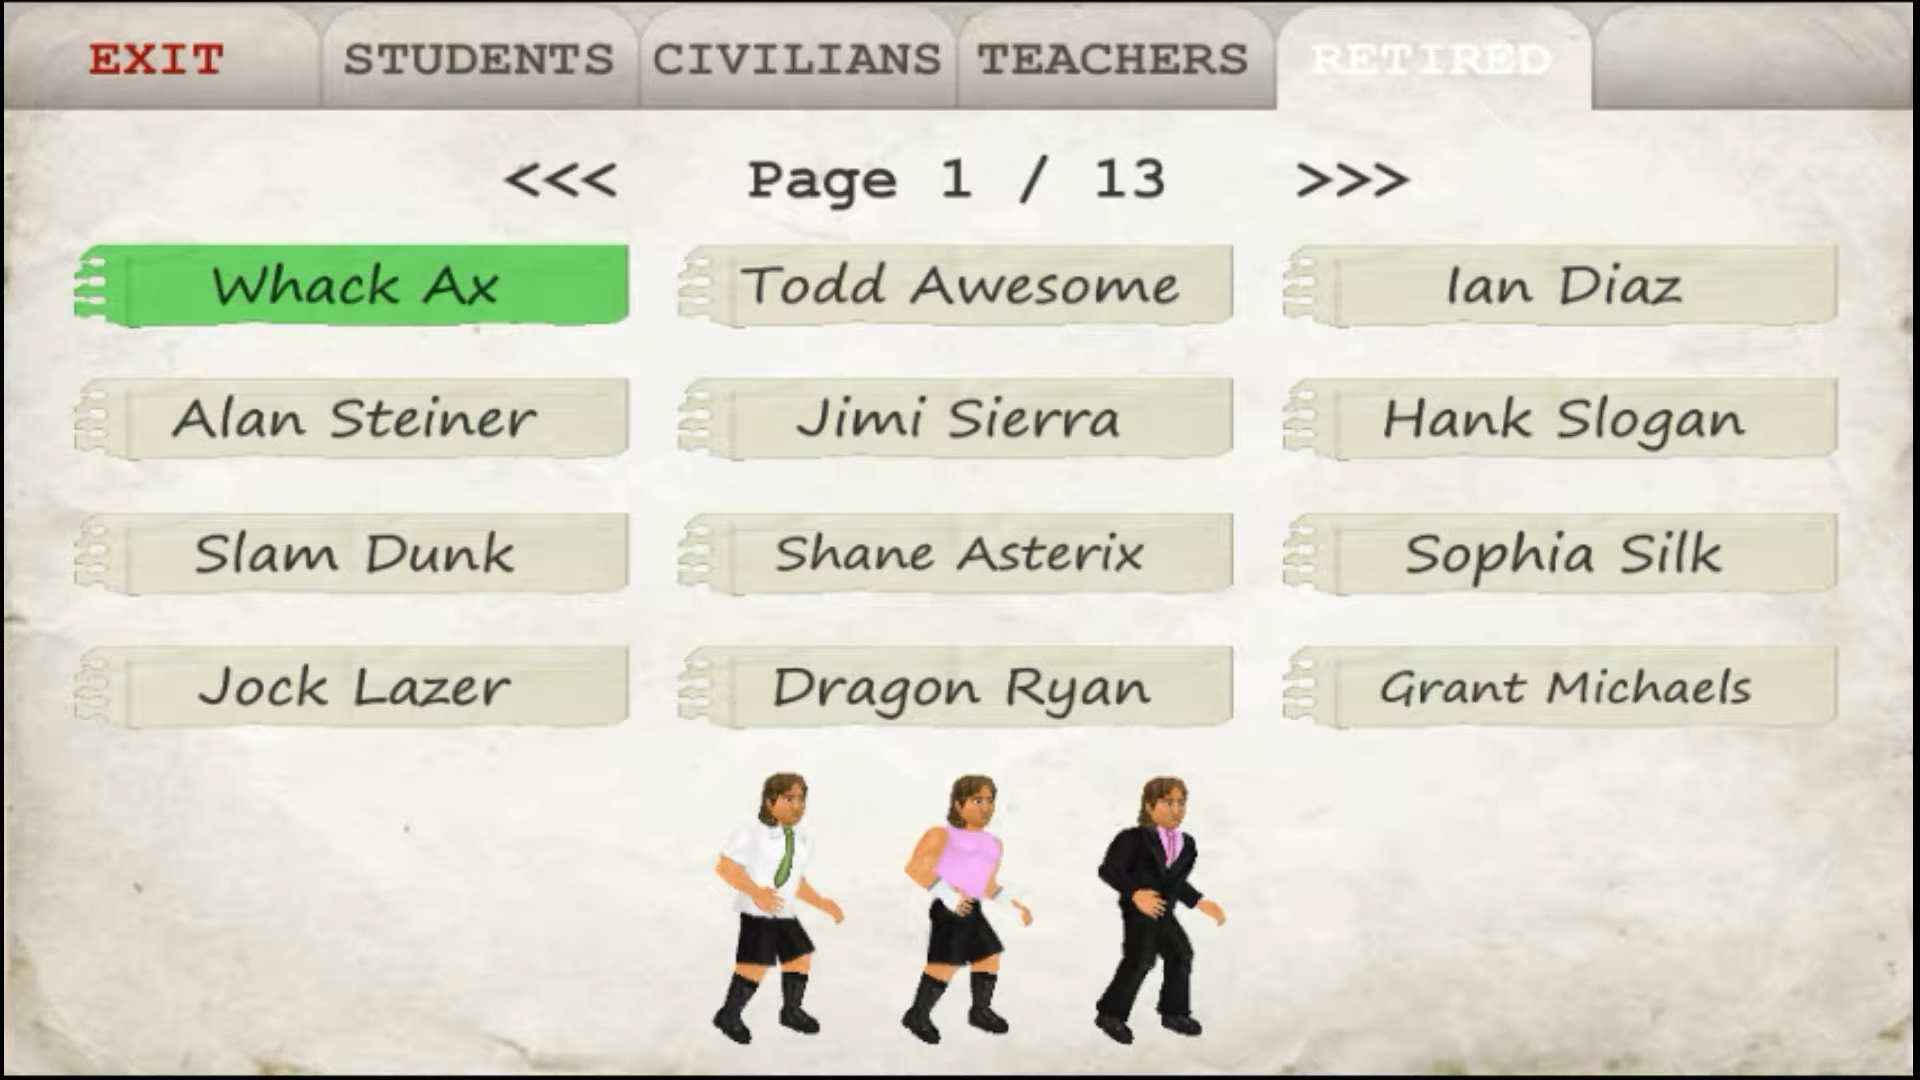 EXIT STUDENTS CIVILIANS TEACHERS RETIRED
<<< Page 1 / 13 >>>
Whack Ax Todd Awesome Ian Diaz
Alan Steiner Jimi Sierra Hank Slogan
Slam Dunk Shane Asterix Sophia Silk
Jock Lazer Dragon Ryan Grant Michaels